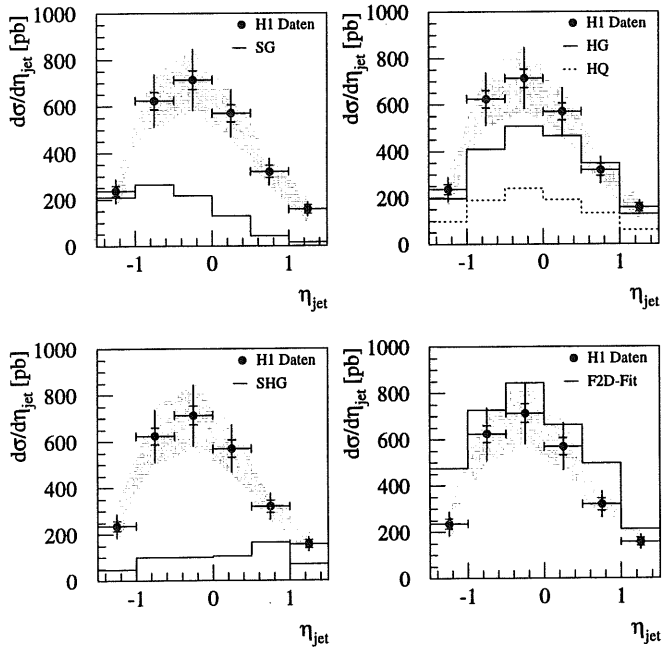 dσ/dη_jet [pb]
1000
800
600
400
200
0
H1 Daten
SG
-1
0
1
η_jet
dσ/dη_jet [pb]
1000
800
600
400
200
0
H1 Daten
HG
HQ
-1
0
1
η_jet
dσ/dη_jet [pb]
1000
800
600
400
200
0
H1 Daten
SHG
-1
0
1
η_jet
dσ/dη_jet [pb]
1000
800
600
400
200
0
H1 Daten
F2D-Fit
-1
0
1
η_jet